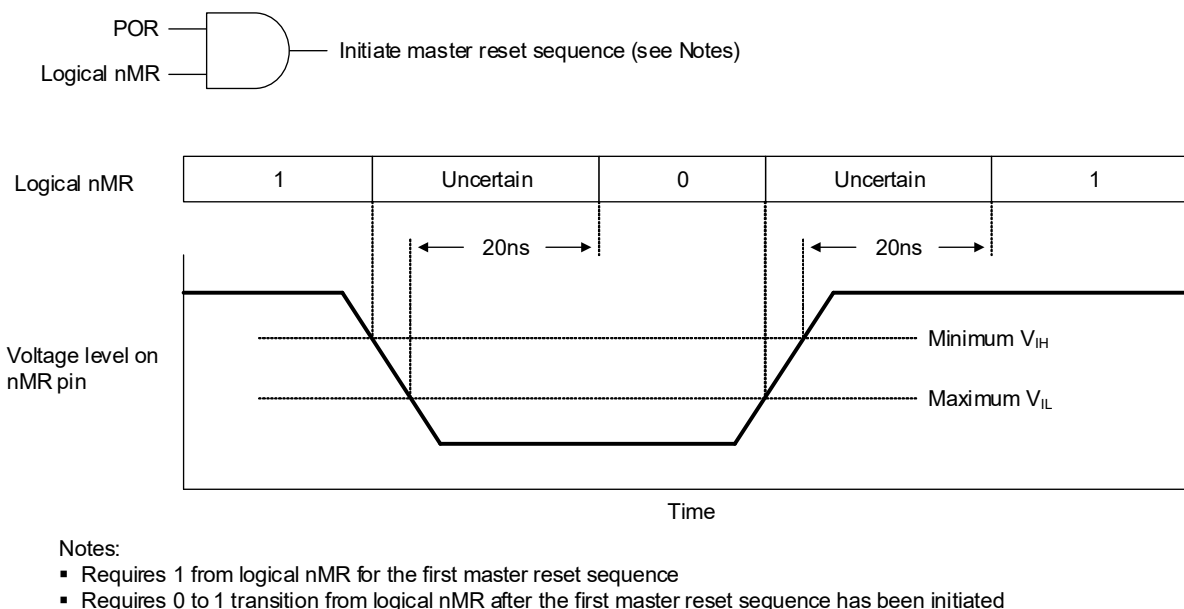 POR
Logical nMR
Initiate master reset sequence (see Notes)
Logical nMR
1
Uncertain
0
Uncertain
1
20ns
20ns
Voltage level on
nMR pin
Minimum VIH
Maximum VIL
Time
Notes:
▪ Requires 1 from logical nMR for the first master reset sequence
▪ Requires 0 to 1 transition from logical nMR after the first master reset sequence has been initiated